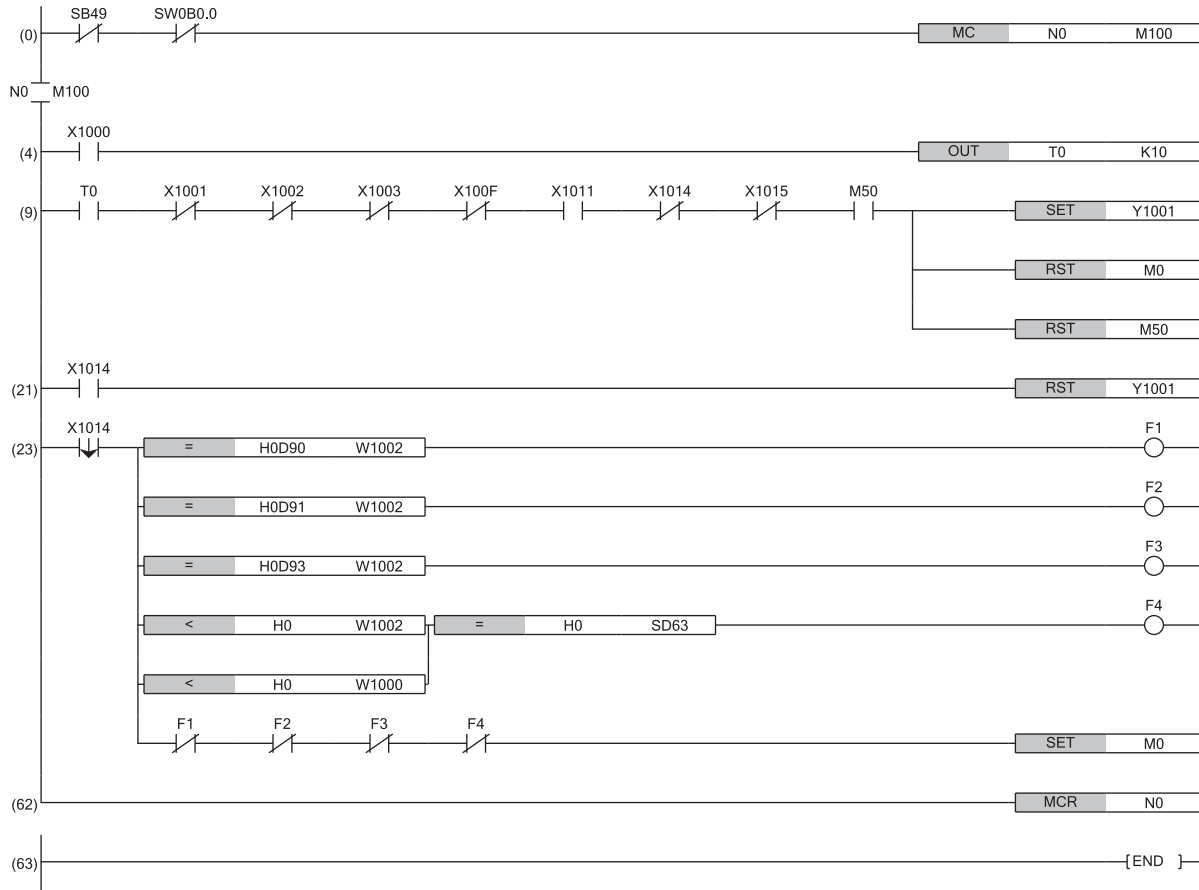 SB49 SW0B0.0
(0) MC N0 M100
N0 M100
X1000
(4) OUT T0 K10
T0 X1001 X1002 X1003 X100F X1011 X1014 X1015 M50
(9) SET Y1001
RST M0
RST M50
X1014
(21) RST Y1001
X1014 F1
(23) = H0D90 W1002
F2
= H0D91 W1002
F3
= H0D93 W1002
F4
< H0 W1002 = H0 SD63
< H0 W1000
F1 F2 F3 F4
SET M0
(62) MCR N0
(63) [END ]